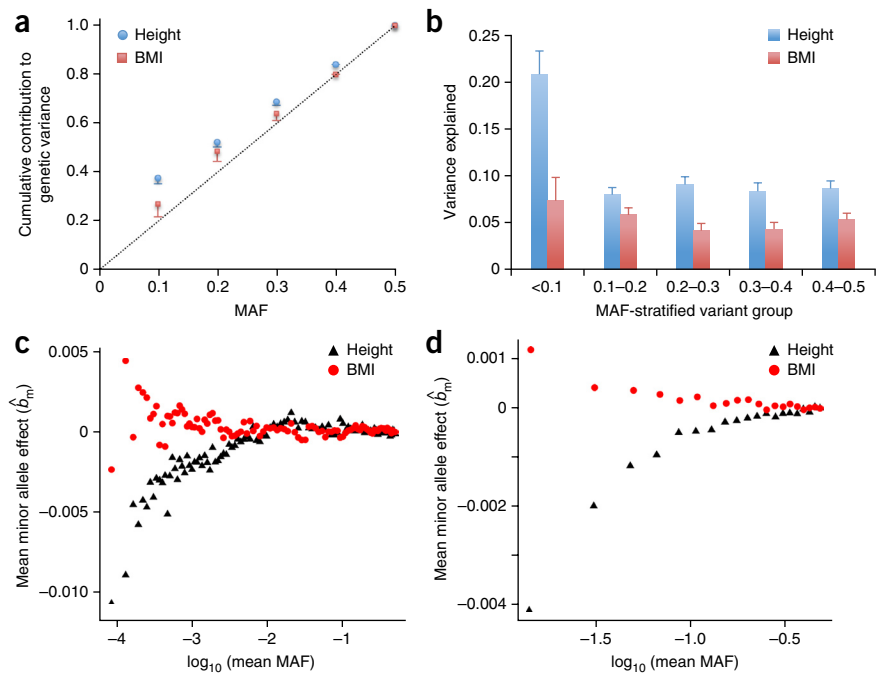 a
Cumulative contribution to
genetic variance
1.0
0.8
0.6
0.4
0.2
0
Height
BMI
0
0.1
0.2
0.3
0.4
0.5
MAF
b
Variance explained
0.25
0.20
0.15
0.10
0.05
0
Height
BMI
<0.1
0.1–0.2
0.2–0.3
0.3–0.4
0.4–0.5
MAF-stratified variant group
c
Mean minor allele effect (b̂m)
0.005
0
−0.005
−0.010
Height
BMI
−4
−3
−2
−1
log10 (mean MAF)
d
Mean minor allele effect (b̂m)
0.001
0
−0.002
−0.004
Height
BMI
−1.5
−1.0
−0.5
log10 (mean MAF)